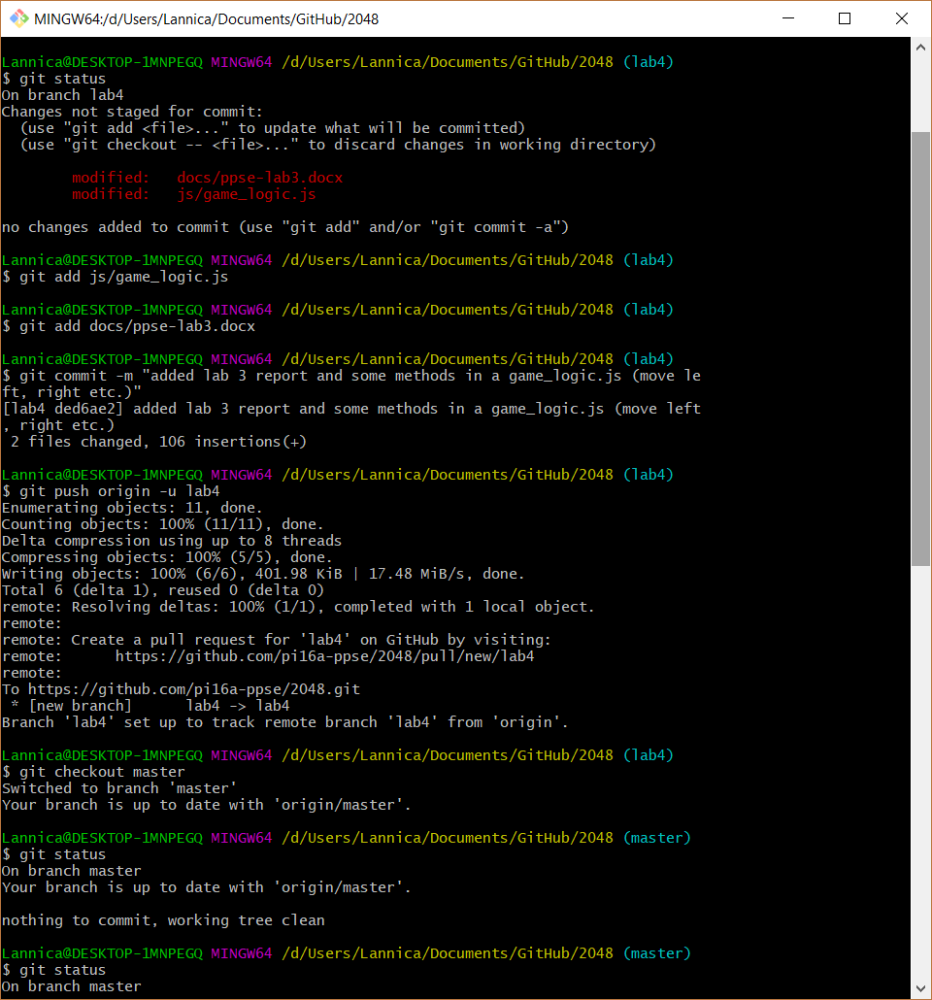 MINGW64:/d/Users/Lannica/Documents/GitHub/2048
Lannica@DESKTOP-1MNPEGQ MINGW64 /d/Users/Lannica/Documents/GitHub/2048 (lab4)
$ git status
On branch lab4
Changes not staged for commit:
  (use "git add <file>..." to update what will be committed)
  (use "git checkout -- <file>..." to discard changes in working directory)
        modified:   docs/ppse-lab3.docx
        modified:   js/game_logic.js
no changes added to commit (use "git add" and/or "git commit -a")
Lannica@DESKTOP-1MNPEGQ MINGW64 /d/Users/Lannica/Documents/GitHub/2048 (lab4)
$ git add js/game_logic.js
Lannica@DESKTOP-1MNPEGQ MINGW64 /d/Users/Lannica/Documents/GitHub/2048 (lab4)
$ git add docs/ppse-lab3.docx
Lannica@DESKTOP-1MNPEGQ MINGW64 /d/Users/Lannica/Documents/GitHub/2048 (lab4)
$ git commit -m "added lab 3 report and some methods in a game_logic.js (move le
ft, right etc.)"
[lab4 ded6ae2] added lab 3 report and some methods in a game_logic.js (move left
, right etc.)
 2 files changed, 106 insertions(+)
Lannica@DESKTOP-1MNPEGQ MINGW64 /d/Users/Lannica/Documents/GitHub/2048 (lab4)
$ git push origin -u lab4
Enumerating objects: 11, done.
Counting objects: 100% (11/11), done.
Delta compression using up to 8 threads
Compressing objects: 100% (5/5), done.
Writing objects: 100% (6/6), 401.98 KiB | 17.48 MiB/s, done.
Total 6 (delta 1), reused 0 (delta 0)
remote: Resolving deltas: 100% (1/1), completed with 1 local object.
remote:
remote: Create a pull request for 'lab4' on GitHub by visiting:
remote:      https://github.com/pi16a-ppse/2048/pull/new/lab4
remote:
To https://github.com/pi16a-ppse/2048.git
 * [new branch]      lab4 -> lab4
Branch 'lab4' set up to track remote branch 'lab4' from 'origin'.
Lannica@DESKTOP-1MNPEGQ MINGW64 /d/Users/Lannica/Documents/GitHub/2048 (lab4)
$ git checkout master
Switched to branch 'master'
Your branch is up to date with 'origin/master'.
Lannica@DESKTOP-1MNPEGQ MINGW64 /d/Users/Lannica/Documents/GitHub/2048 (master)
$ git status
On branch master
Your branch is up to date with 'origin/master'.
nothing to commit, working tree clean
Lannica@DESKTOP-1MNPEGQ MINGW64 /d/Users/Lannica/Documents/GitHub/2048 (master)
$ git status
On branch master